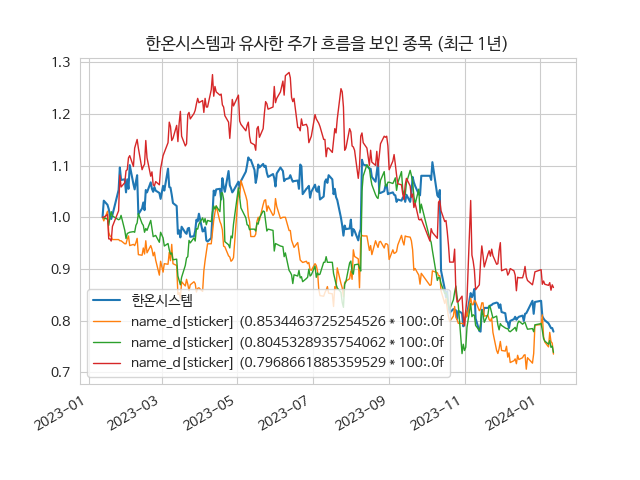 한온시스템과 유사한 주가 흐름을 보인 종목 (최근 1년)
1.3
1.2
1.1
1.0
0.9
0.8
0.7
한온시스템
name_d[sticker] (0.8534463725254526 * 100:.0f
name_d[sticker] (0.8045328935754062 * 100:.0f
name_d[sticker] (0.7968661885359529 * 100:.0f
2023-01
2023-03
2023-05
2023-07
2023-09
2023-11
2024-01